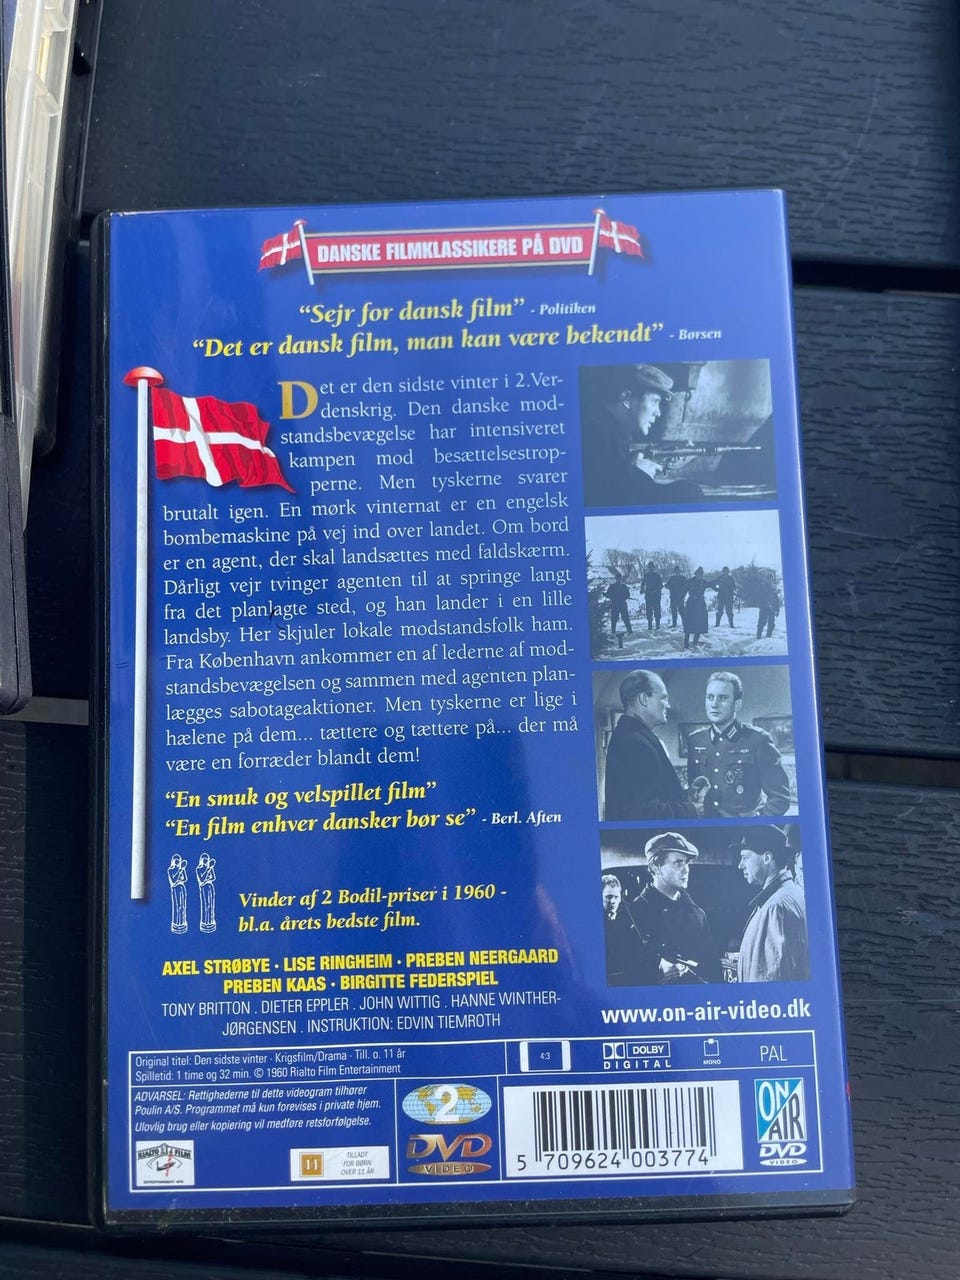 DANSKE FILMKLASSIKERE PÅ DVD
"Sejr for dansk film" - Politiken
"Det er dansk film, man kan være bekendt" - Børsen
Det er den sidste vinter i 2.Ver-
denskrig. Den danske mod-
standsbevægelse har intensiveret
kampen mod besættelsestrop-
perne. Men tyskerne svarer
brutalt igen. En mørk vinternat er en engelsk
bombemaskine på vej ind over landet. Om bord
er en agent, der skal landsættes med faldskærm.
Dårligt vejr tvinger agenten til at springe langt
fra det planlagte sted, og han lander i en lille
landsby. Her skjuler lokale modstandsfolk ham.
Fra København ankommer en af lederne af mod-
standsbevægelsen og sammen med agenten plan-
lægges sabotageaktioner. Men tyskerne er lige i
hælene på dem... tættere og tættere på... der må
være en forræder blandt dem!
"En smuk og velspillet film"
"En film enhver dansker bør se" - Berl. Aften
Vinder af 2 Bodil-priser i 1960 -
bl.a. årets bedste film.
AXEL STRØBYE · LISE RINGHEIM · PREBEN NEERGAARD
PREBEN KAAS · BIRGITTE FEDERSPIEL
TONY BRITTON . DIETER EPPLER . JOHN WITTIG . HANNE WINTHER-
JØRGENSEN . INSTRUKTION: EDVIN TIEMROTH
www.on-air-video.dk
Original titel: Den sidste vinter · Krigsfilm/Drama · Till. o. 11 år
Spilletid: 1 time og 32 min. © 1960 Rialto Film Entertainment
4:3
DOLBY
DIGITAL
MONO
PAL
ADVARSEL: Rettighederne til dette videogram tilhører
Poulin A/S. Programmet må kun forevises i private hjem.
Ulovlig brug eller kopiering vil medføre retsforfølgelse.
RIALTO FILM
ENTERTAINMENT
11
TILLADT
FOR BØRN
OVER 11 ÅR
2
DVD
VIDEO
5 709624 003774
ON
AIR
DVD
VIDEO